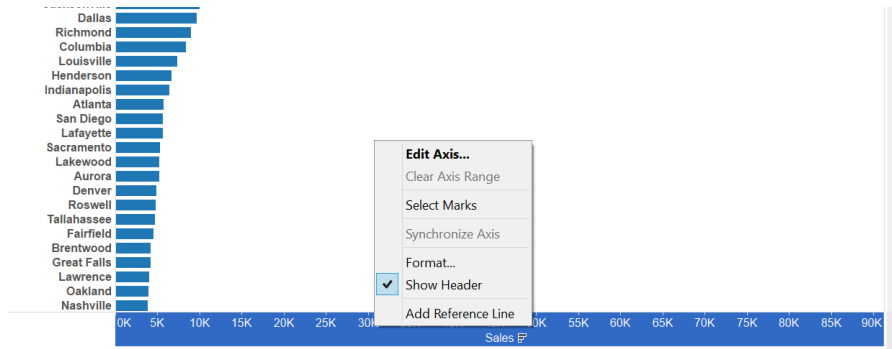 Dallas
Richmond
Columbia
Louisville
Henderson
Indianapolis
Atlanta
San Diego
Lafayette
Sacramento
Lakewood
Aurora
Denver
Roswell
Tallahassee
Fairfield
Brentwood
Great Falls
Lawrence
Oakland
Nashville
Edit Axis...
Clear Axis Range
Select Marks
Synchronize Axis
Format...
Show Header
Add Reference Line
0K 5K 10K 15K 20K 25K 55K 60K 65K 70K 75K 80K 85K 90K
Sales